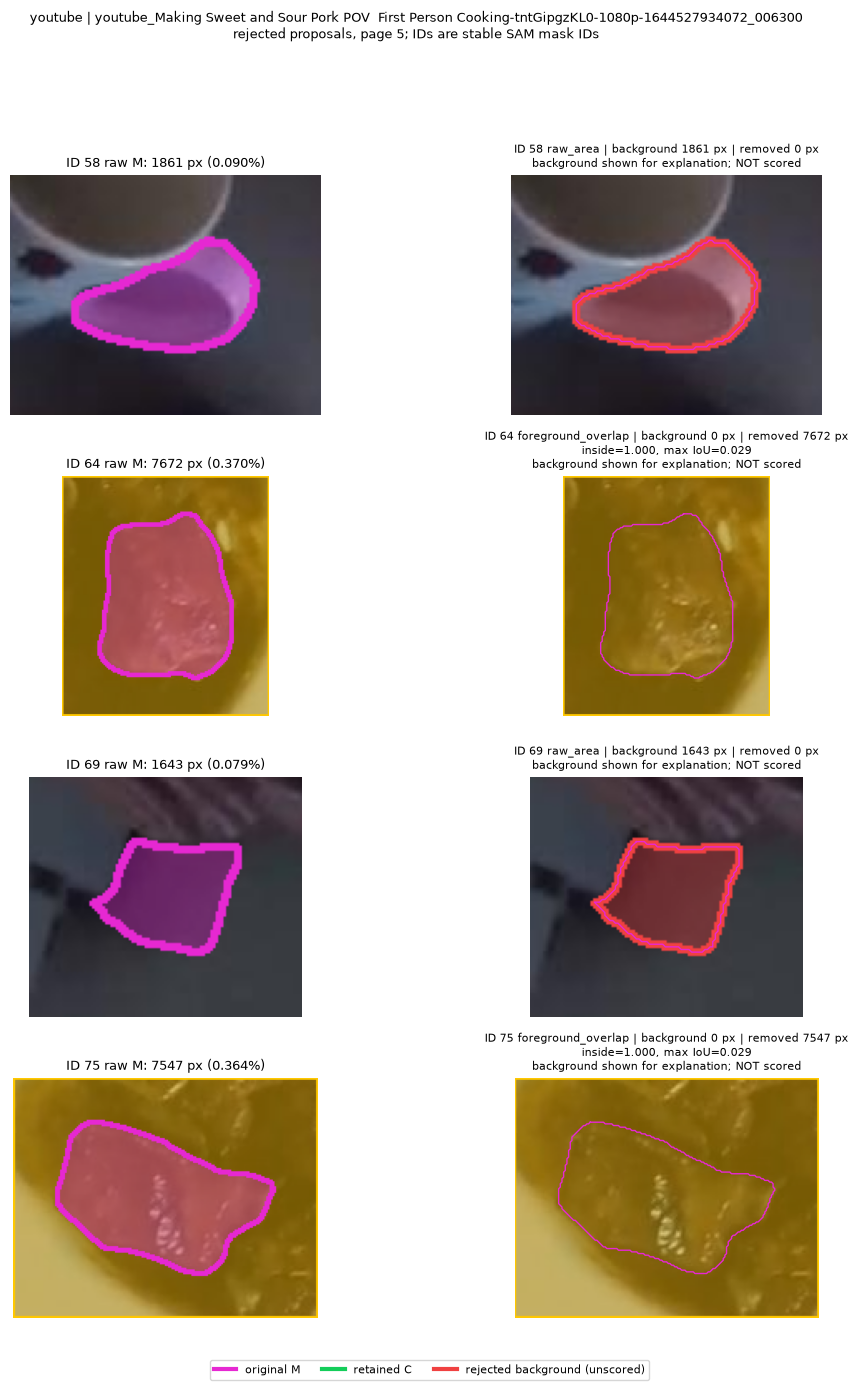 youtube | youtube_Making Sweet and Sour Pork POV  First Person Cooking-tntGipgzKL0-1080p-1644527934072_006300
rejected proposals, page 5; IDs are stable SAM mask IDs
ID 58 raw M: 1861 px (0.090%)
ID 58 raw_area | background 1861 px | removed 0 px
background shown for explanation; NOT scored
ID 64 raw M: 7672 px (0.370%)
ID 64 foreground_overlap | background 0 px | removed 7672 px
inside=1.000, max IoU=0.029
background shown for explanation; NOT scored
ID 69 raw M: 1643 px (0.079%)
ID 69 raw_area | background 1643 px | removed 0 px
background shown for explanation; NOT scored
ID 75 raw M: 7547 px (0.364%)
ID 75 foreground_overlap | background 0 px | removed 7547 px
inside=1.000, max IoU=0.029
background shown for explanation; NOT scored
original M
retained C
rejected background (unscored)